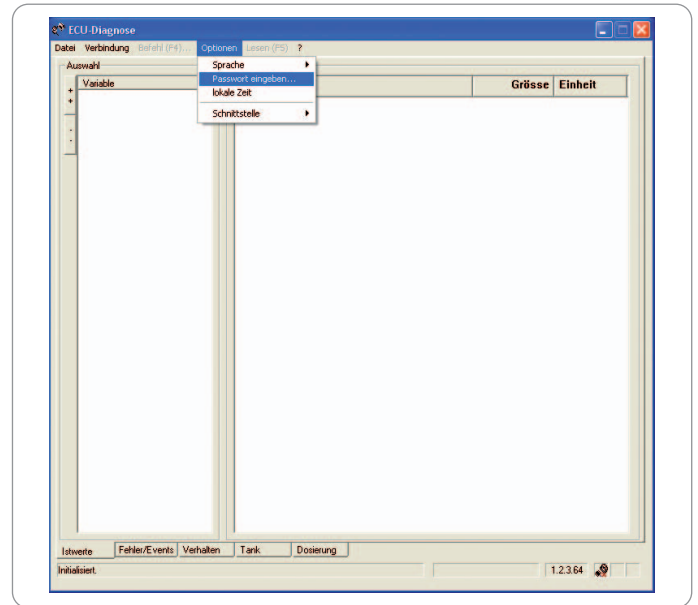 ECU-Diagnose
Datei Verbindung Befehl (F4)... Optionen Lesen (F5) ?
Auswahl
Sprache
Passwort eingeben...
lokale Zeit
Schnittstelle
Variable
Grösse Einheit
+
+
-
-
Istwerte Fehler/Events Verhalten Tank Dosierung
Initialisiert. 1.2.3.64